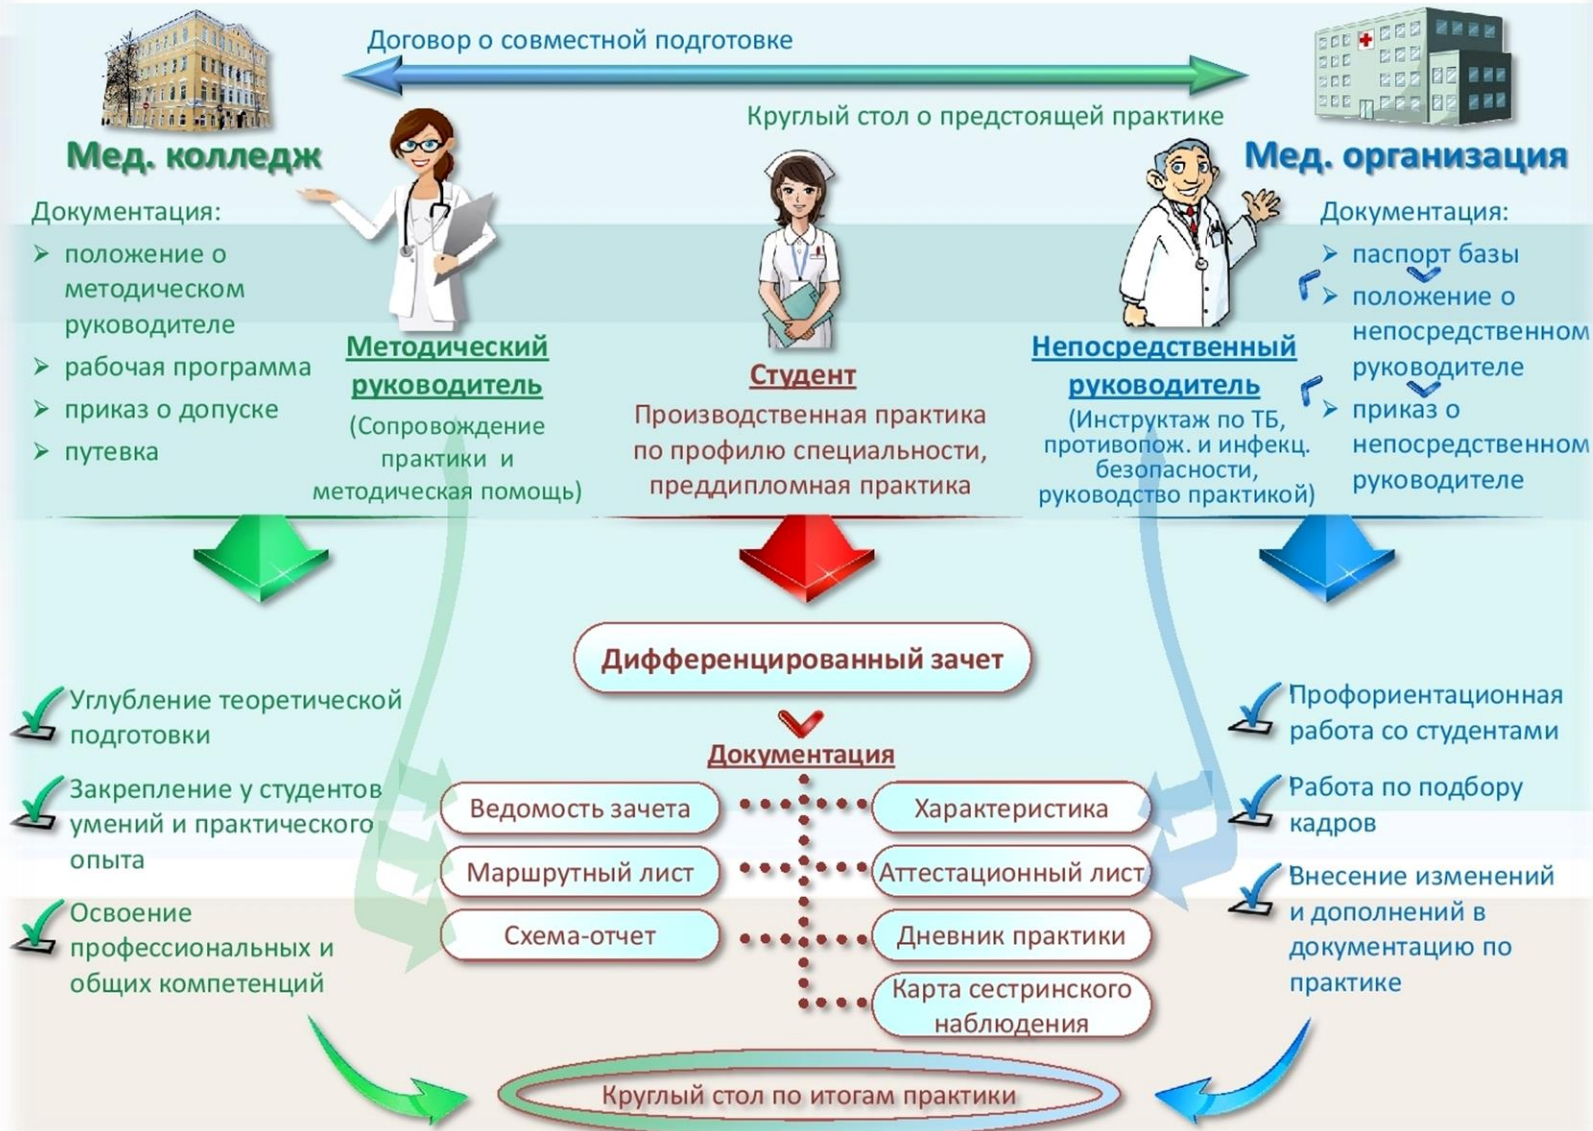 Договор о совместной подготовке
Круглый стол о предстоящей практике
Мед. колледж
Документация:
положение о
методическом
руководителе
рабочая программа
приказ о допуске
путевка
Методический
руководитель
(Сопровождение
практики и
методическая помощь)
Студент
Производственная практика
по профилю специальности,
преддипломная практика
Непосредственный
руководитель
(Инструктаж по ТБ,
противопож. и инфекц.
безопасности,
руководство практикой)
Мед. организация
Документация:
паспорт базы
положение о
непосредственном
руководителе
приказ о
непосредственном
руководителе
Углубление теоретической
подготовки
Закрепление у студентов
умений и практического
опыта
Освоение
профессиональных и
общих компетенций
Дифференцированный зачет
Документация
Ведомость зачета
Маршрутный лист
Схема-отчет
Характеристика
Аттестационный лист
Дневник практики
Карта сестринского
наблюдения
Профориентационная
работа со студентами
Работа по подбору
кадров
Внесение изменений
и дополнений в
документацию по
практике
Круглый стол по итогам практики